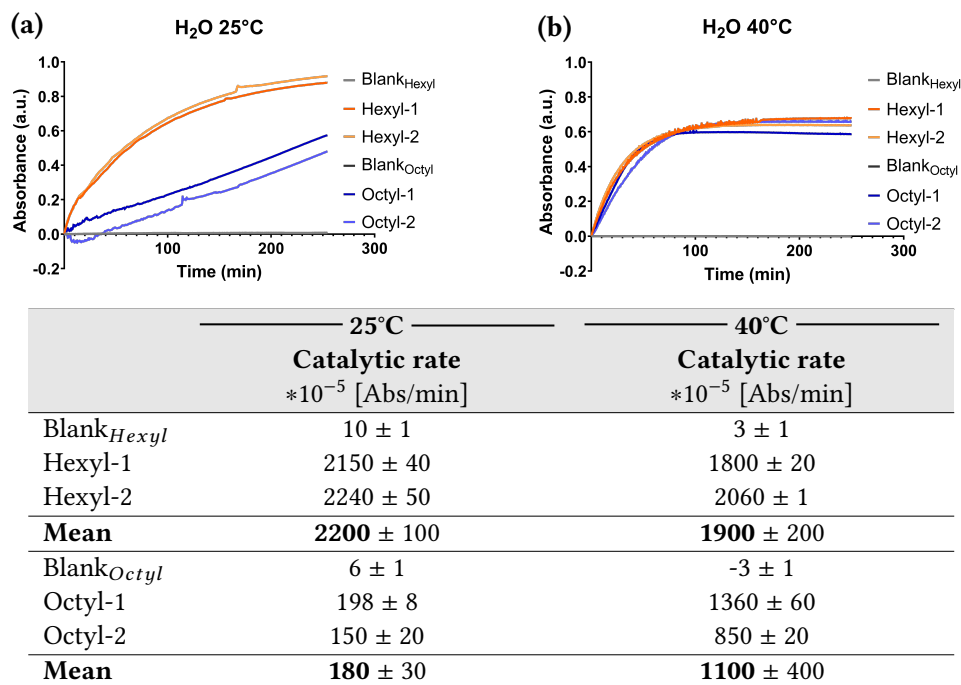 (a) H₂O 25°C
1.0
0.8
0.6
0.4
0.2
0.0
-0.2
Absorbance (a.u.)
100 200 300
Time (min)
Blank_Hexyl
Hexyl-1
Hexyl-2
Blank_Octyl
Octyl-1
Octyl-2
(b) H₂O 40°C
1.0
0.8
0.6
0.4
0.2
0.0
-0.2
Absorbance (a.u.)
100 200 300
Time (min)
Blank_Hexyl
Hexyl-1
Hexyl-2
Blank_Octyl
Octyl-1
Octyl-2
25°C 40°C
Catalytic rate Catalytic rate
∗10⁻⁵ [Abs/min] ∗10⁻⁵ [Abs/min]
Blank_Hexyl 10 ± 1 3 ± 1
Hexyl-1 2150 ± 40 1800 ± 20
Hexyl-2 2240 ± 50 2060 ± 1
Mean 2200 ± 100 1900 ± 200
Blank_Octyl 6 ± 1 -3 ± 1
Octyl-1 198 ± 8 1360 ± 60
Octyl-2 150 ± 20 850 ± 20
Mean 180 ± 30 1100 ± 400